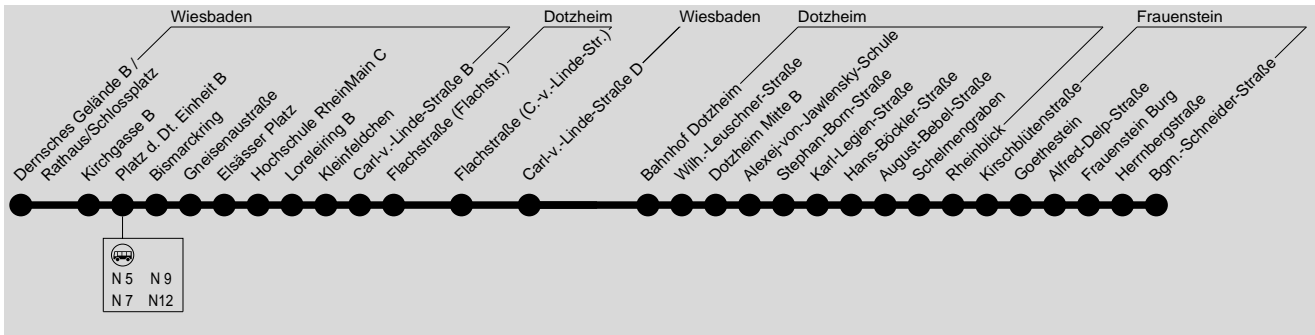 Wiesbaden
Dotzheim
Wiesbaden
Dotzheim
Frauenstein
Dernsches Gelände B /
Rathaus/Schlossplatz
Kirchgasse B
Platz d. Dt. Einheit B
Bismarckring
Gneisenaustraße
Elsässer Platz
Hochschule RheinMain C
Loreleiring B
Kleinfeldchen
Carl-v.-Linde-Straße B
Flachstraße (Flachstr.)
Flachstraße (C.-v.-Linde-Str.)
Carl-v.-Linde-Straße D
Bahnhof Dotzheim
Wilh.-Leuschner-Straße
Dotzheim Mitte B
Alexej-von-Jawlensky-Schule
Stephan-Born-Straße
Karl-Legien-Straße
Hans-Böckler-Straße
August-Bebel-Straße
Schelmengraben
Rheinblick
Kirschblütenstraße
Goethestein
Alfred-Delp-Straße
Frauenstein Burg
Herrnbergstraße
Bgm.-Schneider-Straße
N 5 N 9
N 7 N12